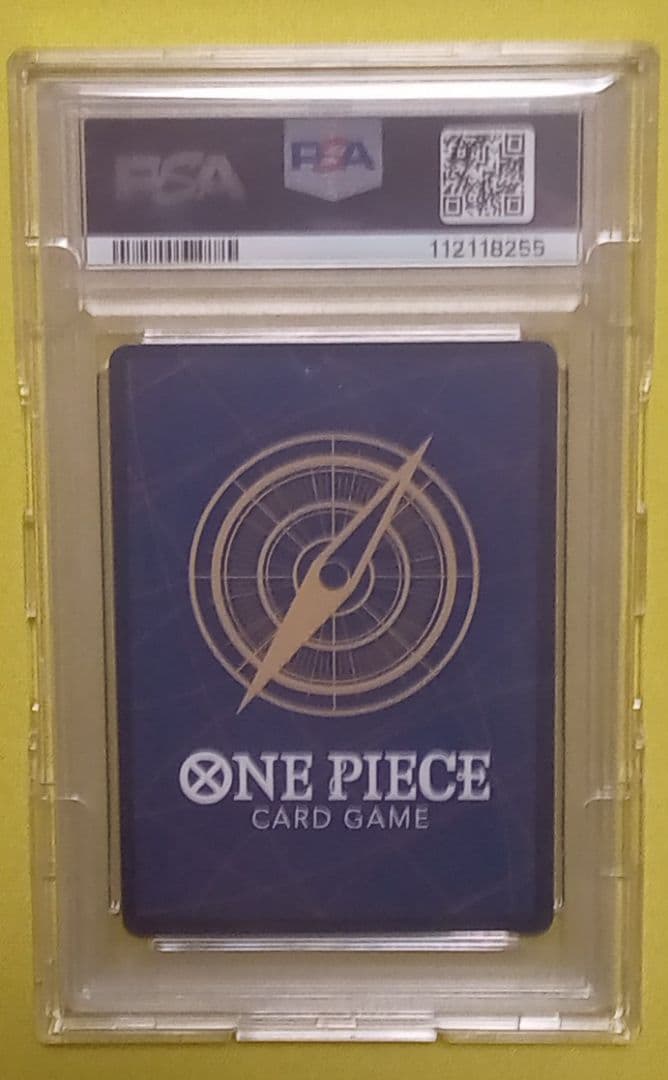 PSA
PSA
112118255
ONE PIECE
CARD GAME